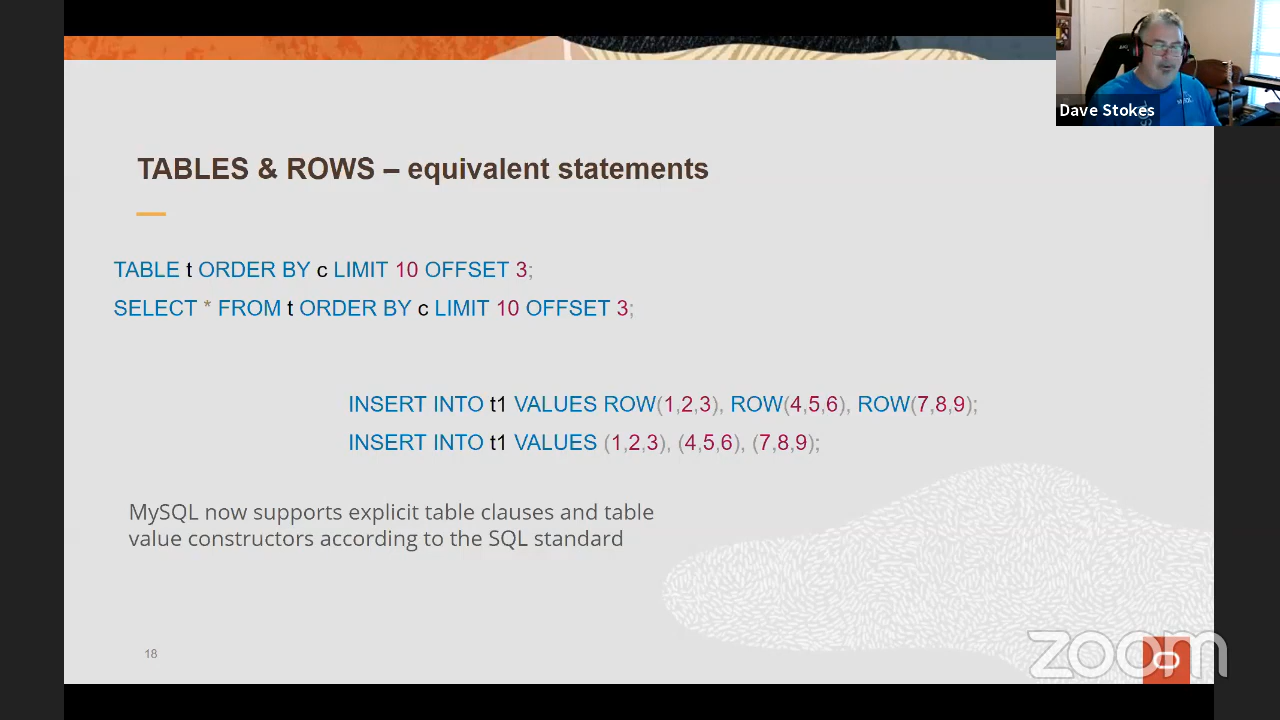 Dave Stokes
TABLES & ROWS – equivalent statements
TABLE t ORDER BY c LIMIT 10 OFFSET 3;
SELECT * FROM t ORDER BY c LIMIT 10 OFFSET 3;
INSERT INTO t1 VALUES ROW(1,2,3), ROW(4,5,6), ROW(7,8,9);
INSERT INTO t1 VALUES (1,2,3), (4,5,6), (7,8,9);
MySQL now supports explicit table clauses and table
value constructors according to the SQL standard
18
zoom